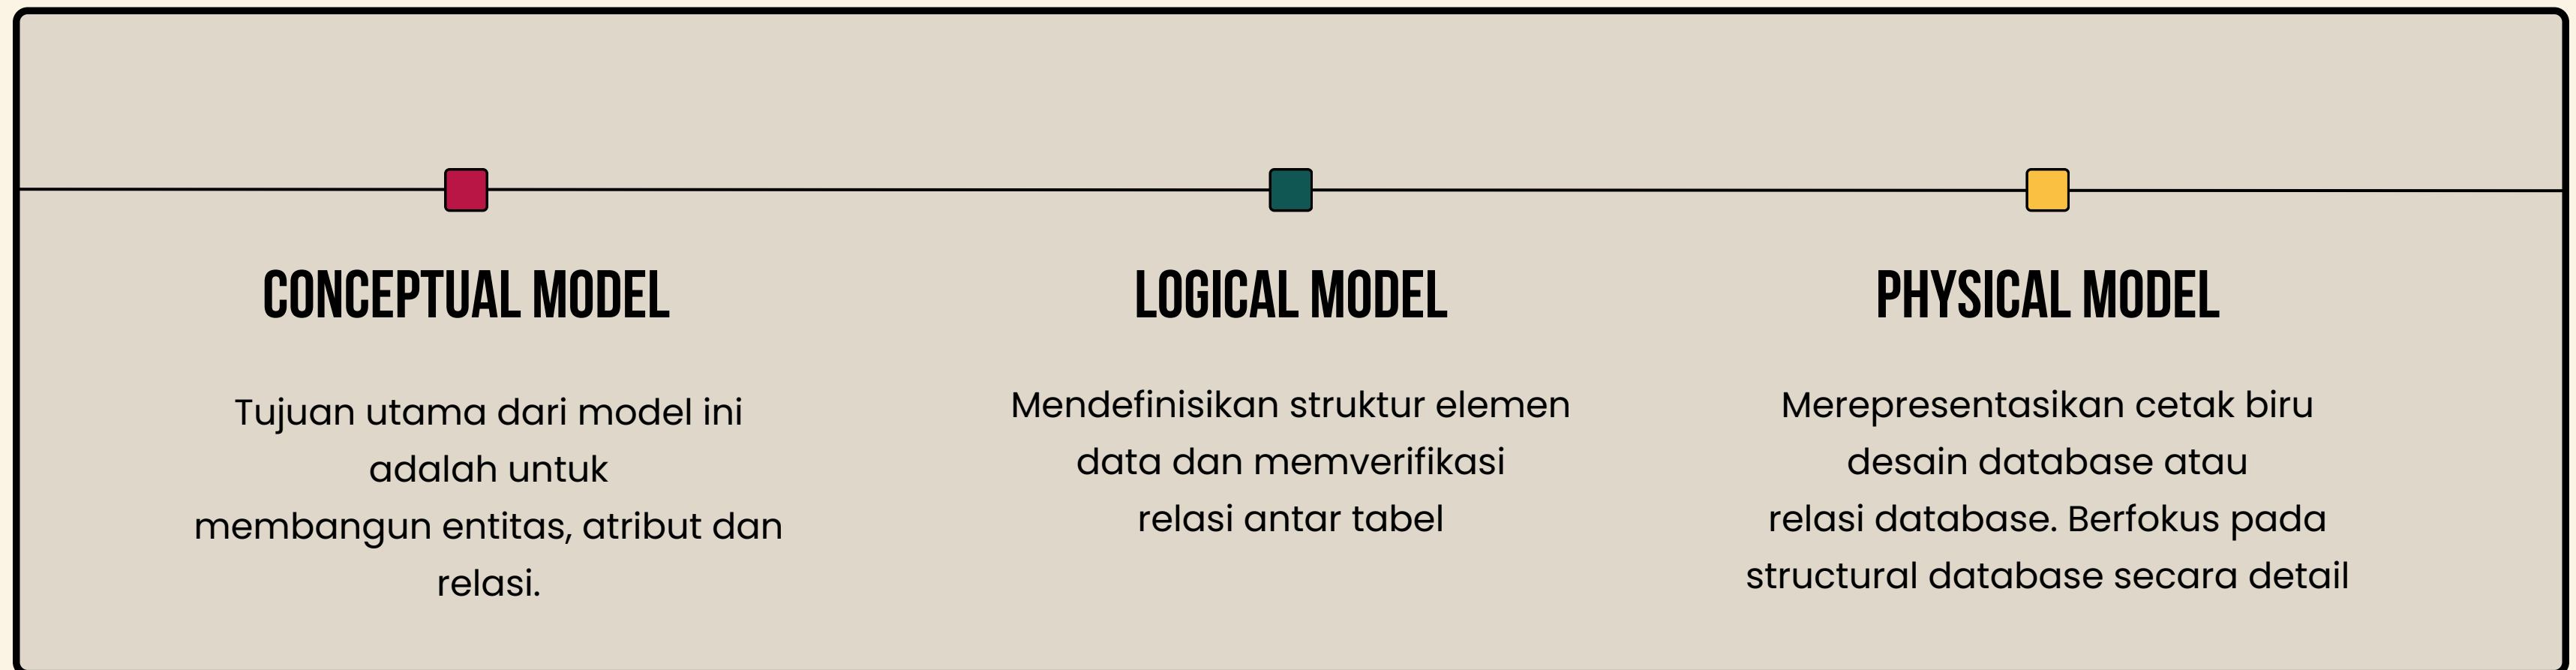 CONCEPTUAL MODEL
Tujuan utama dari model ini
adalah untuk
membangun entitas, atribut dan
relasi.
LOGICAL MODEL
Mendefinisikan struktur elemen
data dan memverifikasi
relasi antar tabel
PHYSICAL MODEL
Merepresentasikan cetak biru
desain database atau
relasi database. Berfokus pada
structural database secara detail